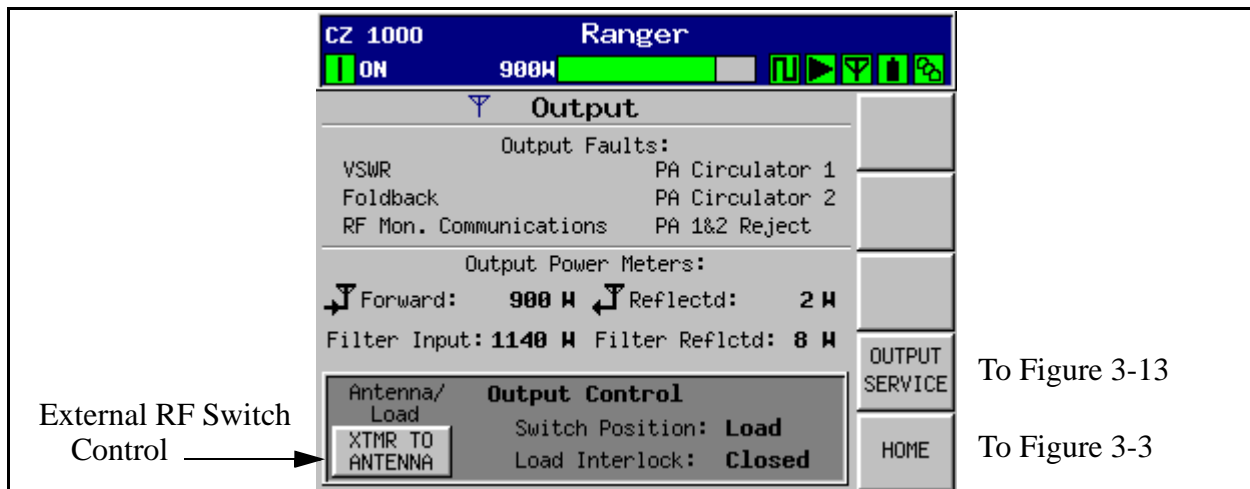 CZ 1000 Ranger
ON 900W
Output
Output Faults:
VSWR PA Circulator 1
Foldback PA Circulator 2
RF Mon. Communications PA 1&2 Reject
Output Power Meters:
Forward: 900 W Reflectd: 2 W
Filter Input: 1140 W Filter Reflctd: 8 W
OUTPUT
SERVICE
To Figure 3-13
Antenna/
Load
Output Control
XTMR TO
ANTENNA
Switch Position: Load
Load Interlock: Closed
HOME
To Figure 3-3
External RF Switch
Control